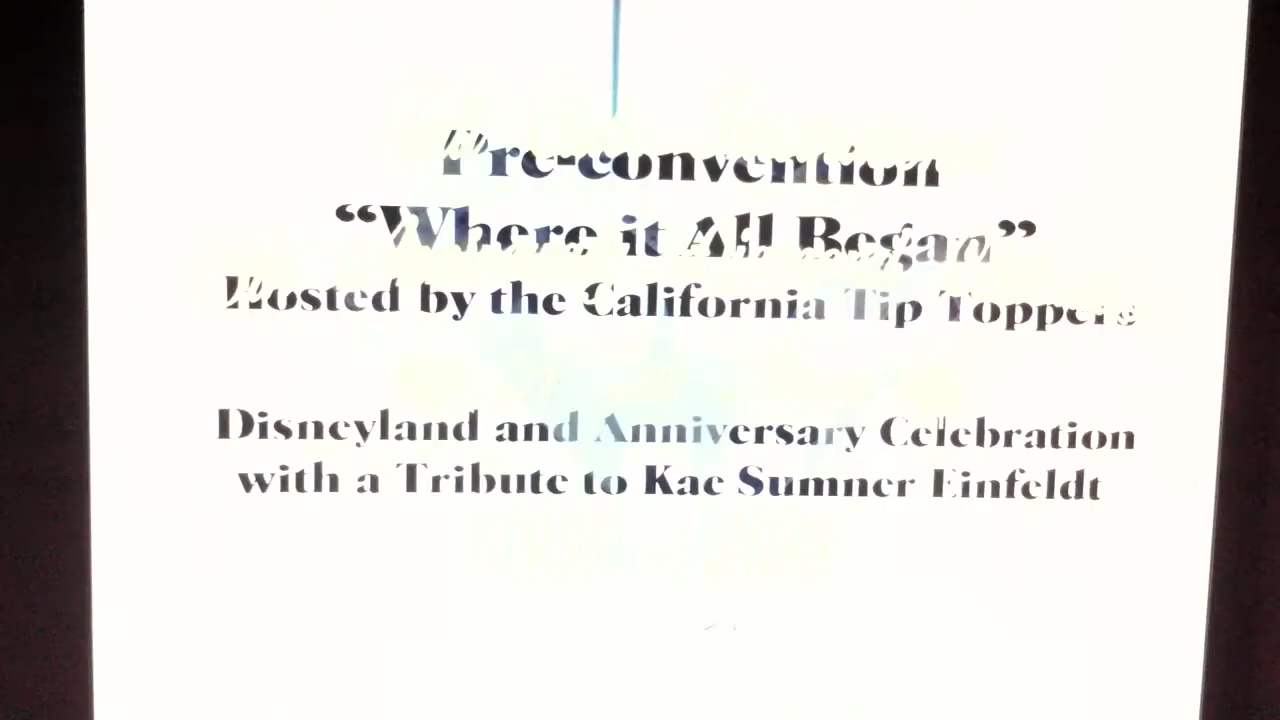 Pre-convention
“Where it All Began”
Hosted by the California Tip Toppers
Disneyland and Anniversary Celebration
with a Tribute to Kae Sumner Einfeldt